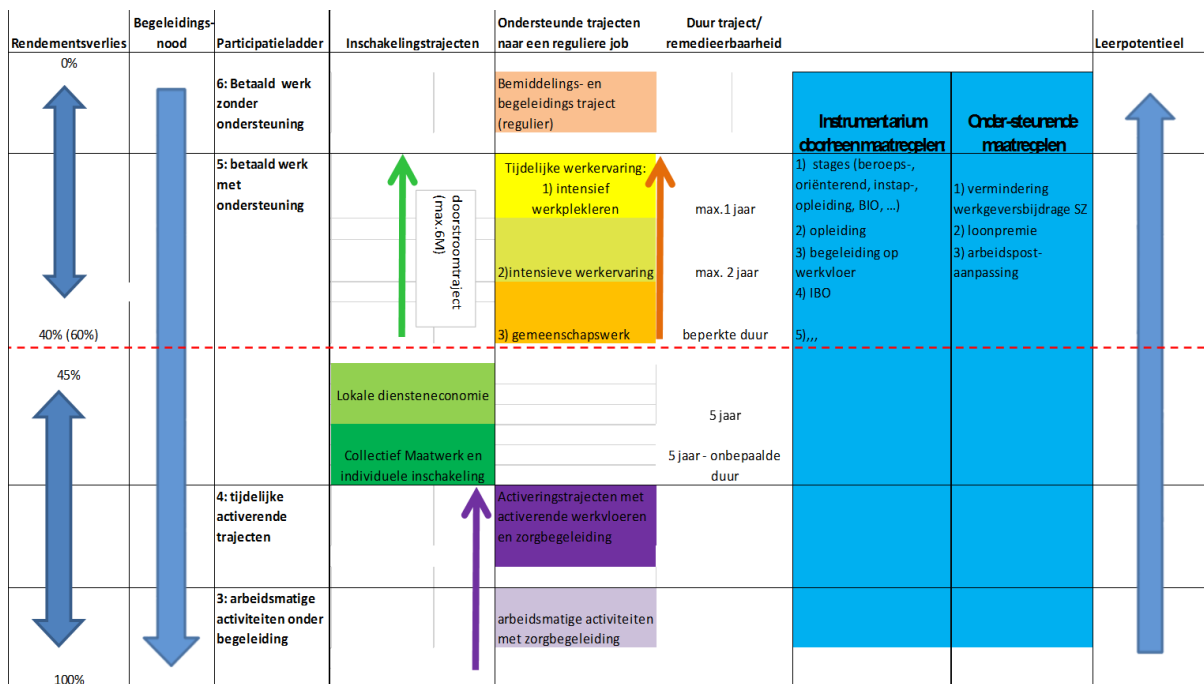 Rendementsverlies
Begeleidings-
nood
Participatieladder
Inschakelingstrajecten
Ondersteunde trajecten
naar een reguliere job
Duur traject/
remedieerbaarheid
Leerpotentieel
0%
6: Betaald werk
zonder
ondersteuning
Bemiddelings- en
begeleidings traject
(regulier)
Instrumentarium
doorheen maatregelen
Onder-steunende
maatregelen
5: betaald werk
met
ondersteuning
doorstroomtraject
(max.6M)
Tijdelijke werkervaring:
1) intensief
werkplekleren
max.1 jaar
2)intensieve werkervaring
max. 2 jaar
3) gemeenschapswerk
beperkte duur
1) stages (beroeps-,
oriënterend, instap-,
opleiding, BIO, ...)
2) opleiding
3) begeleiding op
werkvloer
4) IBO
5),,,
1) vermindering
werkgeversbijdrage SZ
2) loonpremie
3) arbeidspost-
aanpassing
40% (60%)
45%
Lokale diensteneconomie
5 jaar
Collectief Maatwerk en
individuele inschakeling
5 jaar - onbepaalde
duur
4: tijdelijke
activerende
trajecten
Activeringstrajecten met
activerende werkvloeren
en zorgbegeleiding
3: arbeidsmatige
activiteiten onder
begeleiding
arbeidsmatige activiteiten
met zorgbegeleiding
100%